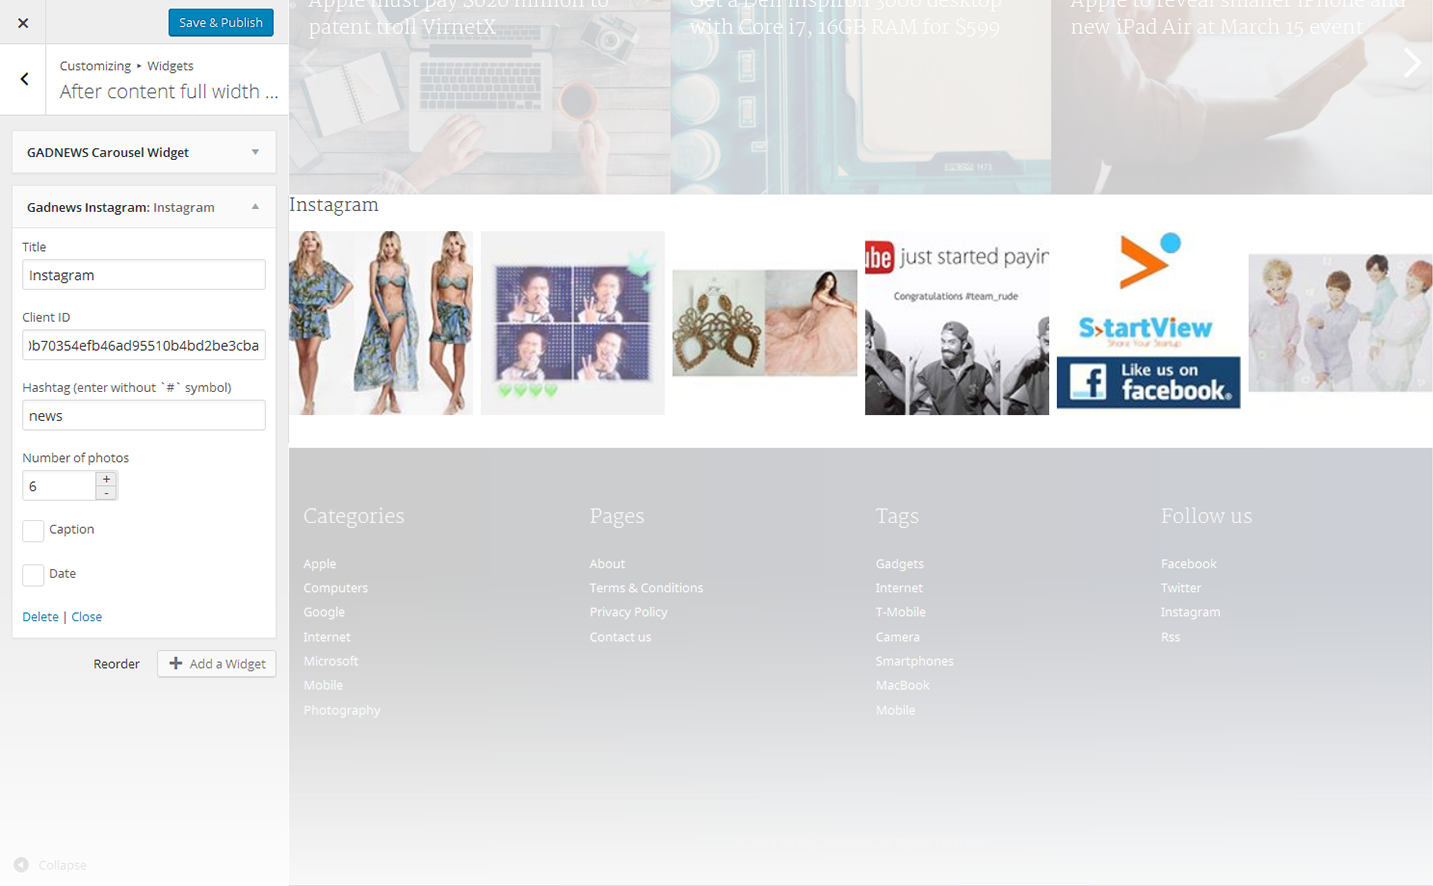 Save & Publish
Customizing ▸ Widgets
After content full width ...
GADNEWS Carousel Widget
Gadnews Instagram: Instagram
Title
Instagram
Client ID
b70354efb46ad95510b4bd2be3cba
Hashtag (enter without `#` symbol)
news
Number of photos
6
+
-
Caption
Date
Delete | Close
Reorder
Add a Widget
Collapse
Apple must pay $626 million to
patent troll VirnetX
Get a Dell Inspiron 3000 desktop
with Core i7, 16GB RAM for $599
Apple to reveal smaller iPhone and
new iPad Air at March 15 event
Instagram
just started payin
Congratulations #team_rude
StartView
Share Your Startup
Like us on
facebook.
Categories
Apple
Computers
Google
Internet
Microsoft
Mobile
Photography
Pages
About
Terms & Conditions
Privacy Policy
Contact us
Tags
Gadgets
Internet
T-Mobile
Camera
Smartphones
MacBook
Mobile
Follow us
Facebook
Twitter
Instagram
Rss